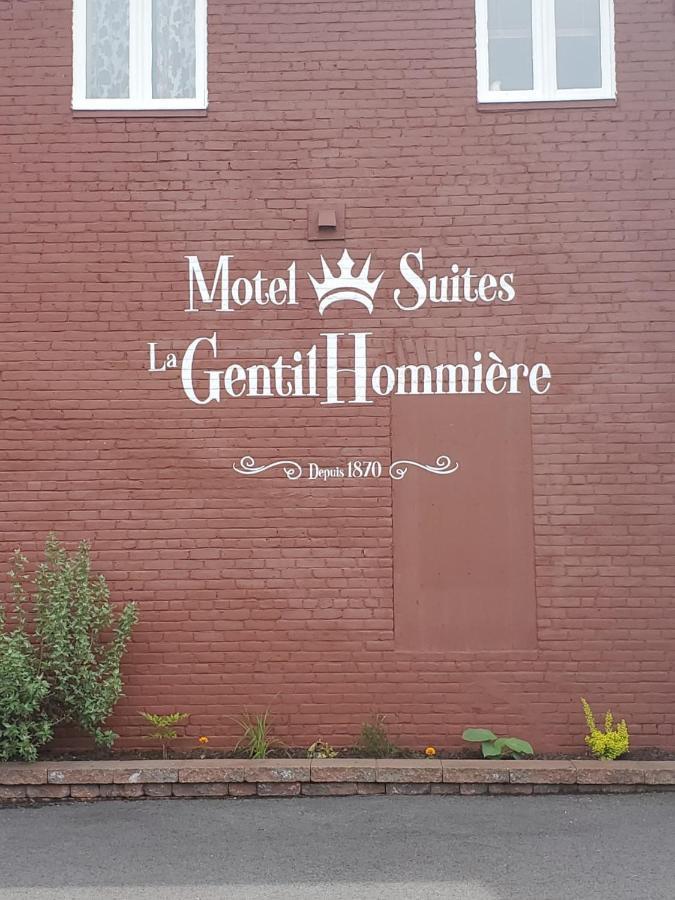 Motel Suites
La GentilHommière
Depuis 1870